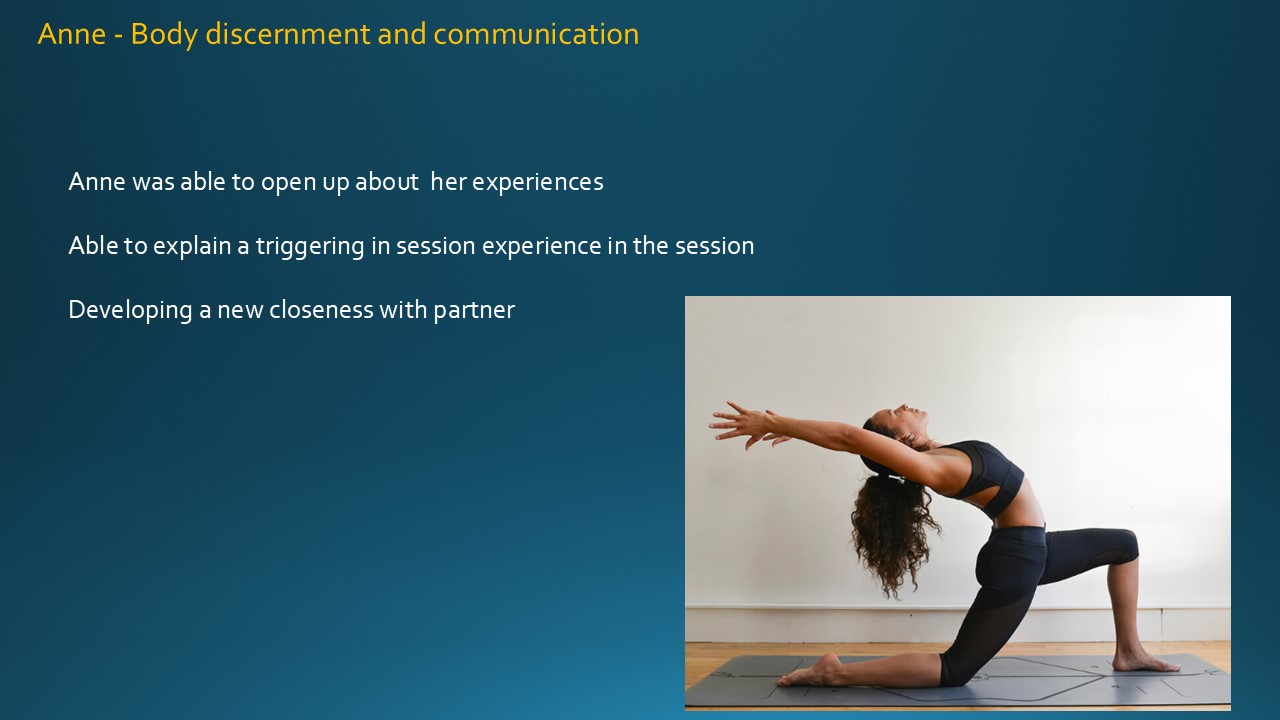 Anne - Body discernment and communication
Anne was able to open up about  her experiences
Able to explain a triggering in session experience in the session
Developing a new closeness with partner